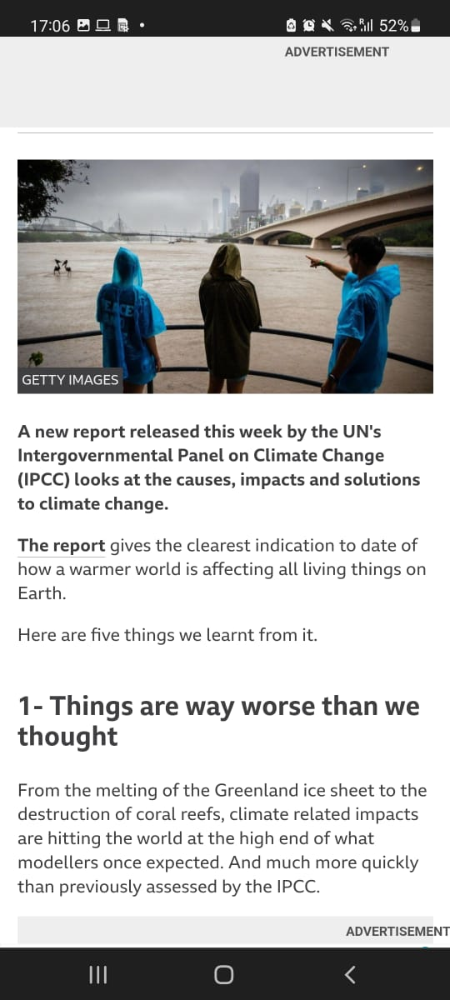 17:06
52%
ADVERTISEMENT
PEACE
GETTY IMAGES
A new report released this week by the UN's
Intergovernmental Panel on Climate Change
(IPCC) looks at the causes, impacts and solutions
to climate change.
The report gives the clearest indication to date of
how a warmer world is affecting all living things on
Earth.
Here are five things we learnt from it.
1- Things are way worse than we
thought
From the melting of the Greenland ice sheet to the
destruction of coral reefs, climate related impacts
are hitting the world at the high end of what
modellers once expected. And much more quickly
than previously assessed by the IPCC.
ADVERTISEMENT